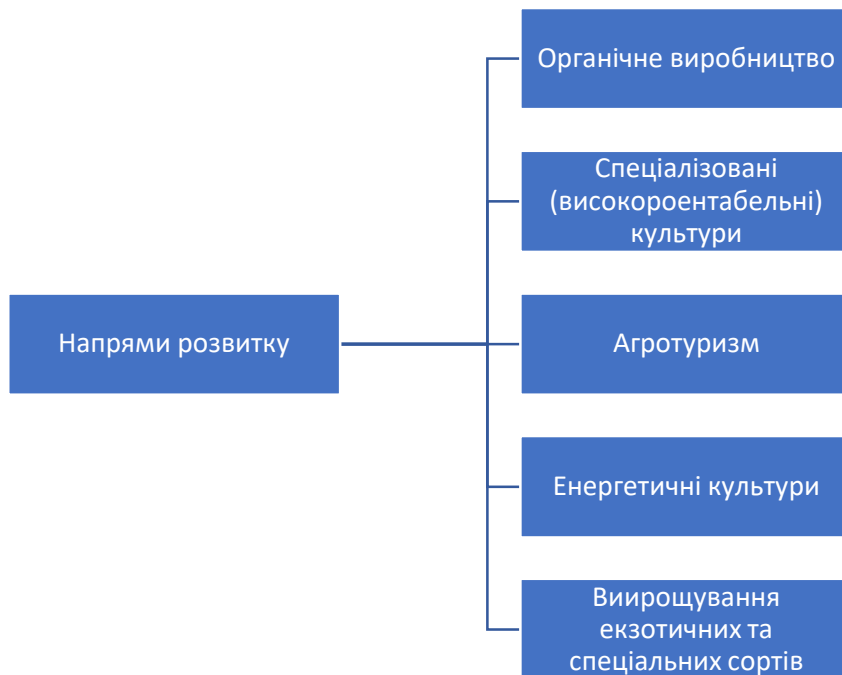 Органічне виробництво
Спеціалізовані
(високороентабельні)
культури
Напрями розвитку
Агротуризм
Енергетичні культури
Виирощування
екзотичних та
спеціальних сортів